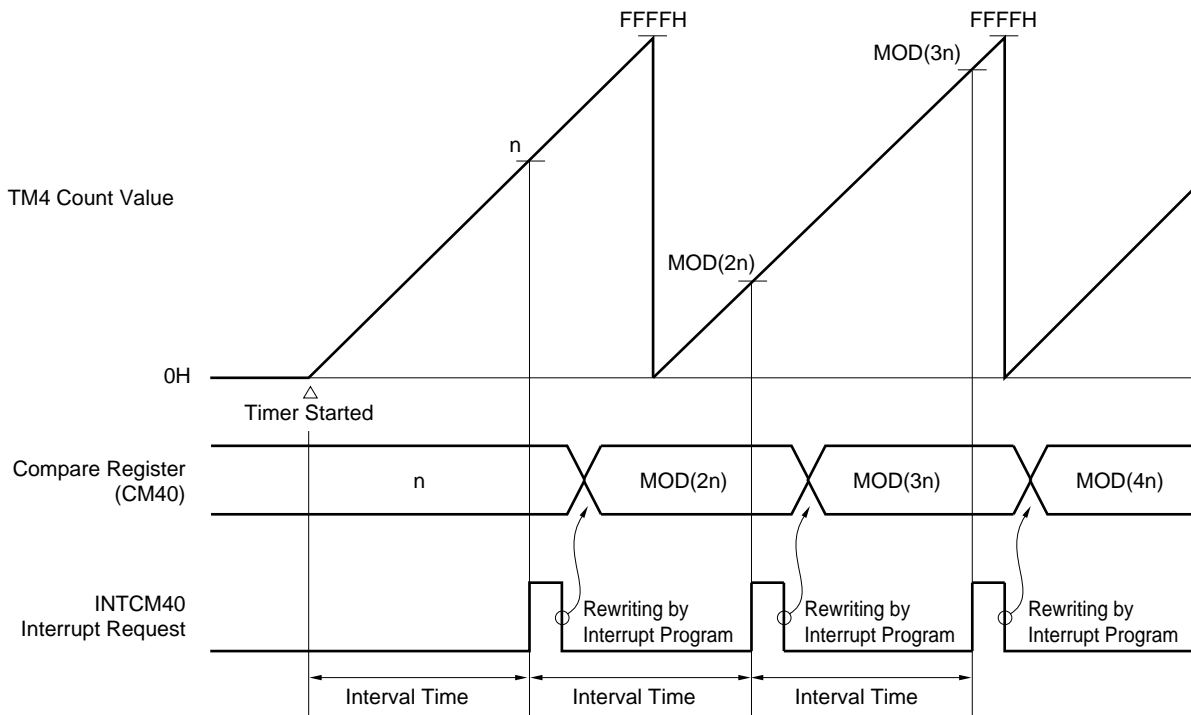 FFFFH
FFFFH
MOD(3n)
n
TM4 Count Value
MOD(2n)
0H
Timer Started
Compare Register
(CM40)
n
MOD(2n)
MOD(3n)
MOD(4n)
INTCM40
Interrupt Request
Rewriting by
Interrupt Program
Rewriting by
Interrupt Program
Rewriting by
Interrupt Program
Interval Time
Interval Time
Interval Time